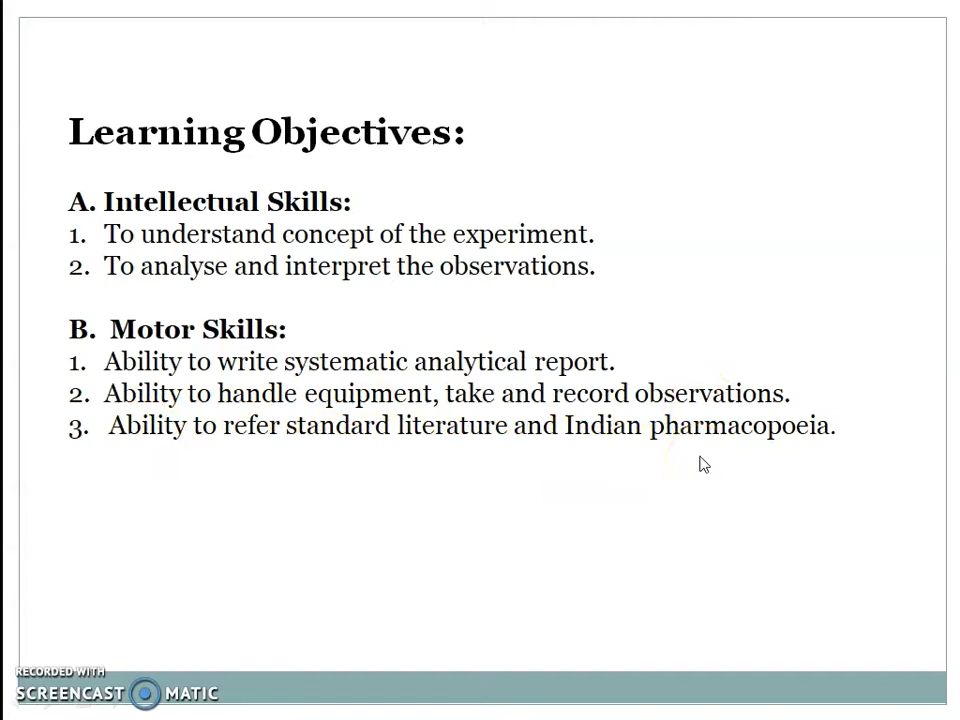 Learning Objectives:
A. Intellectual Skills:
1. To understand concept of the experiment.
2. To analyse and interpret the observations.
B. Motor Skills:
1. Ability to write systematic analytical report.
2. Ability to handle equipment, take and record observations.
3. Ability to refer standard literature and Indian pharmacopoeia.
RECORDED WITH
SCREENCAST MATIC